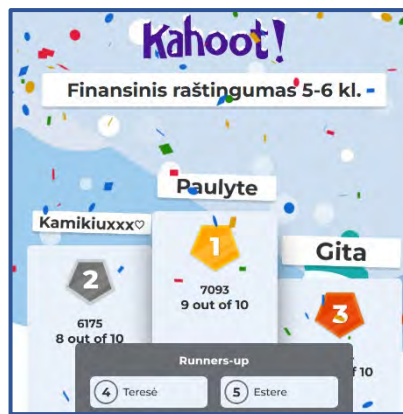 Kahoot!
Finansinis raštingumas 5-6 kl.
Paulyte
Kamikiuxxx♡
1
Gita
2
7093
3
9 out of 10
6175
8 out of 10
f 10
Runners-up
4 Teresė
5 Estere